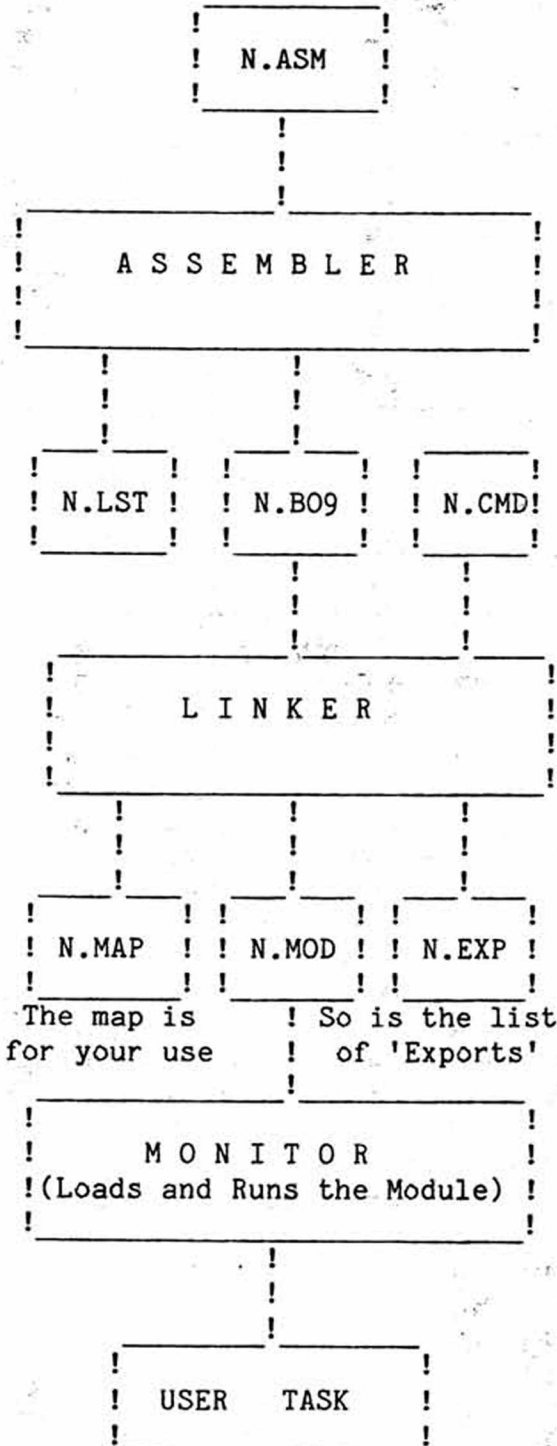 N.ASM
A S S E M B L E R
N.LST N.BO9 N.CMD
L I N K E R
N.MAP N.MOD N.EXP
The map is So is the list
for your use of 'Exports'
M O N I T O R
(Loads and Runs the Module)
USER TASK